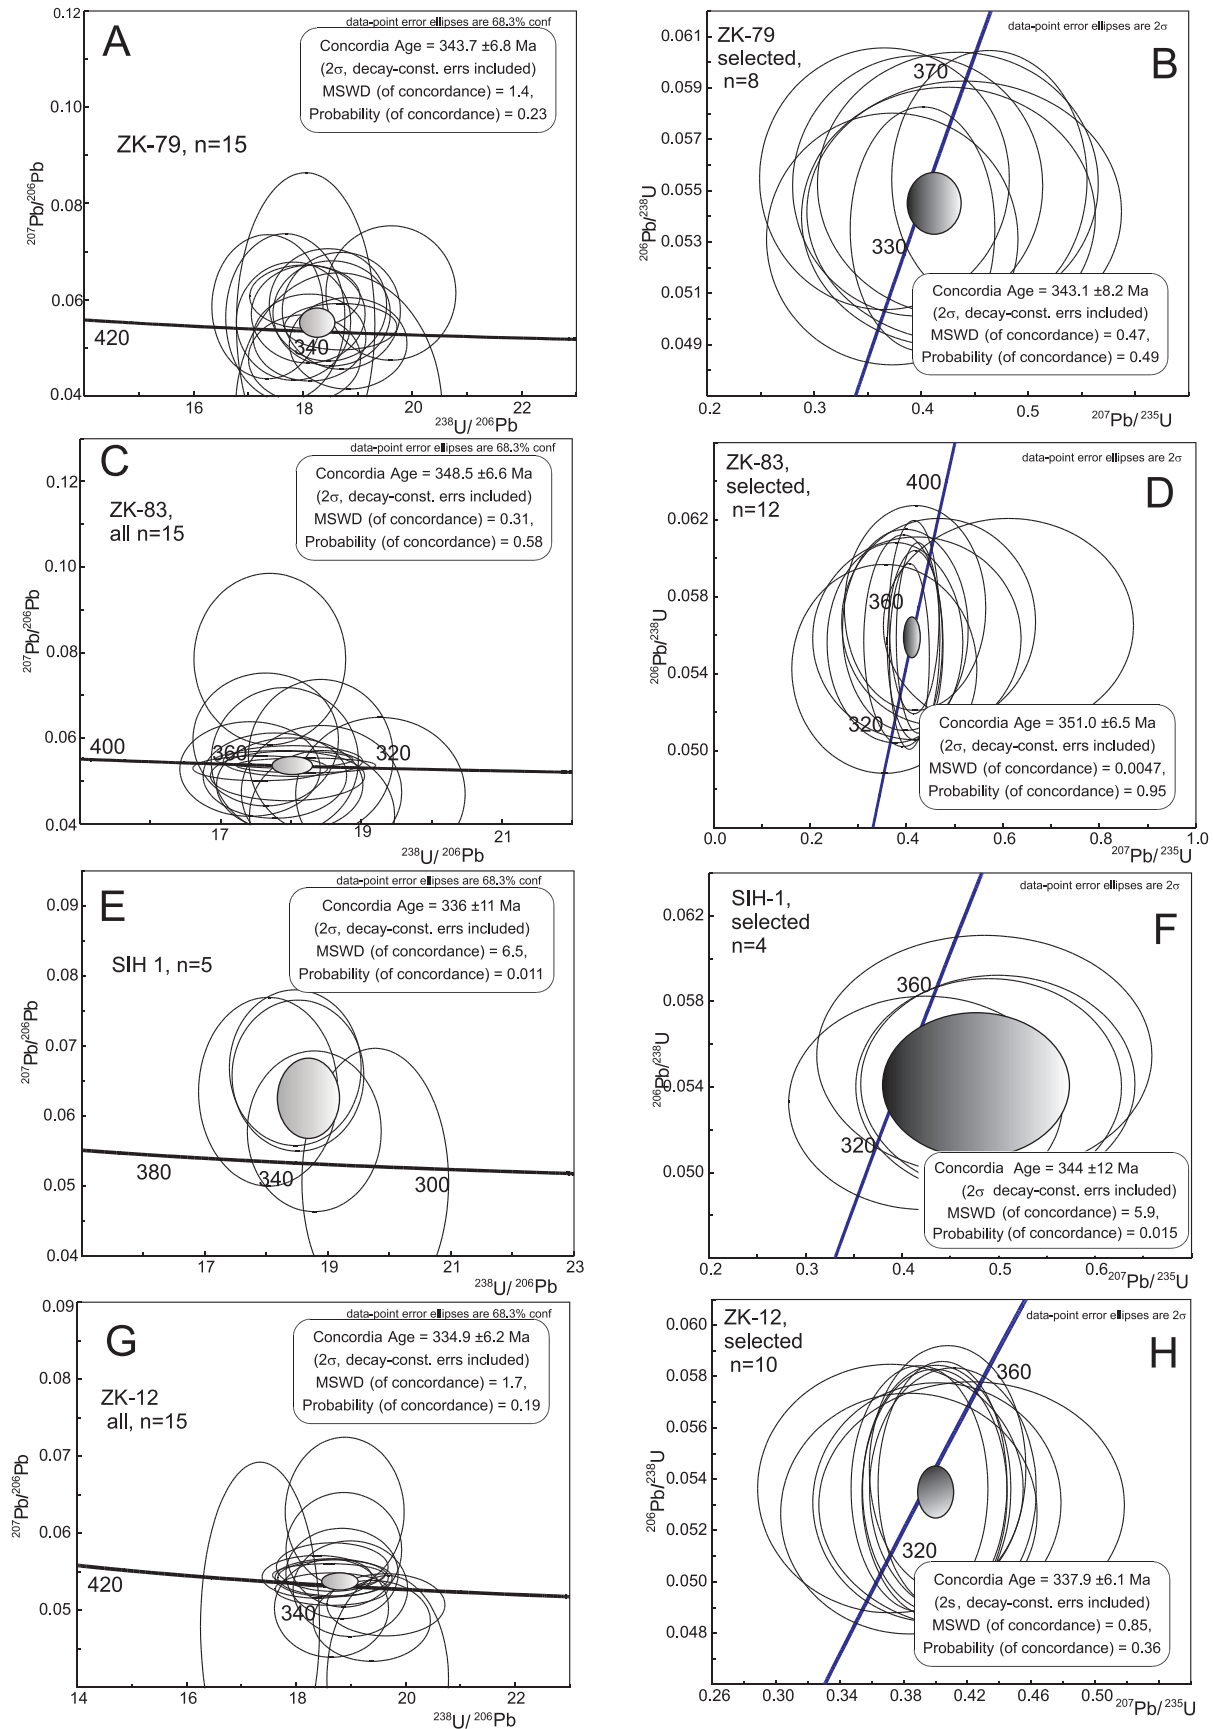 A
data-point error ellipses are 68.3% conf
Concordia Age = 343.7 ±6.8 Ma
(2σ, decay-const. errs included)
MSWD (of concordance) = 1.4,
Probability (of concordance) = 0.23
ZK-79, n=15
0.12
0.10
0.08
0.06
0.04
207Pb/206Pb
420
340
16
18
20
22
238U/ 206Pb
B
data-point error ellipses are 2σ
ZK-79
selected,
n=8
370
330
0.061
0.059
0.057
0.055
0.053
0.051
0.049
206Pb/238U
Concordia Age = 343.1 ±8.2 Ma
(2σ, decay-const. errs included)
MSWD (of concordance) = 0.47,
Probability (of concordance) = 0.49
0.2
0.3
0.4
0.5
207Pb/ 235U
C
data-point error ellipses are 68.3% conf
Concordia Age = 348.5 ±6.6 Ma
(2σ, decay-const. errs included)
MSWD (of concordance) = 0.31,
Probability (of concordance) = 0.58
ZK-83,
all n=15
0.12
0.10
0.08
0.06
0.04
207Pb/206Pb
400
360
320
17
19
21
238U/ 206Pb
D
data-point error ellipses are 2σ
ZK-83,
selected,
n=12
400
360
320
0.062
0.058
0.054
0.050
206Pb/238U
Concordia Age = 351.0 ±6.5 Ma
(2σ, decay-const. errs included)
MSWD (of concordance) = 0.0047,
Probability (of concordance) = 0.95
0.0
0.2
0.4
0.6
0.8
1.0
207Pb/ 235U
E
data-point error ellipses are 68.3% conf
Concordia Age = 336 ±11 Ma
(2σ, decay-const. errs included)
MSWD (of concordance) = 6.5,
Probability (of concordance) = 0.011
SIH 1, n=5
0.09
0.08
0.07
0.06
0.05
0.04
207Pb/206Pb
380
340
300
17
19
21
23
238U/ 206Pb
F
data-point error ellipses are 2σ
SIH-1,
selected
n=4
360
320
0.062
0.058
0.054
0.050
206Pb/238U
Concordia Age = 344 ±12 Ma
(2σ decay-const. errs included)
MSWD (of concordance) = 5.9,
Probability (of concordance) = 0.015
0.2
0.3
0.4
0.5
0.6
207Pb/ 235U
G
data-point error ellipses are 68.3% conf
Concordia Age = 334.9 ±6.2 Ma
(2σ, decay-const. errs included)
MSWD (of concordance) = 1.7,
Probability (of concordance) = 0.19
ZK-12
all, n=15
0.09
0.08
0.07
0.06
0.05
207Pb/206Pb
420
340
14
16
18
20
22
238U/ 206Pb
H
data-point error ellipses are 2σ
ZK-12,
selected
n=10
360
320
0.060
0.058
0.056
0.054
0.052
0.050
0.048
206Pb/238U
Concordia Age = 337.9 ±6.1 Ma
(2s, decay-const. errs included)
MSWD (of concordance) = 0.85,
Probability (of concordance) = 0.36
0.26
0.30
0.34
0.38
0.42
0.46
0.50
207Pb/ 235U